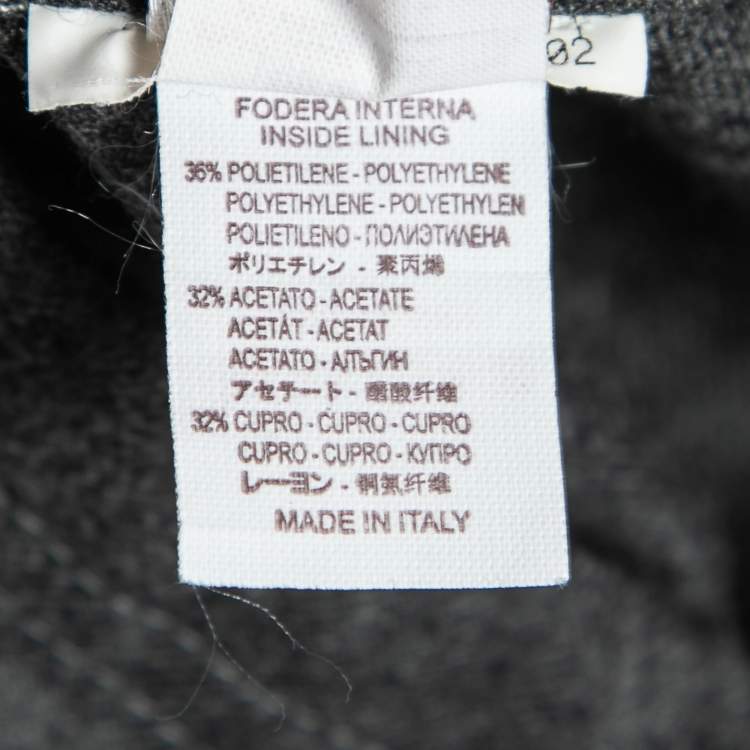 02
FODERA INTERNA
INSIDE LINING
36% POLIETILENE - POLYETHYLENE
POLYETHYLENE - POLYETHYLEN
POLIETILENO - ПОЛИЭТИЛЕНА
ポリエチレン - 聚丙烯
32% ACETATO - ACETATE
ACETÁT - ACETAT
ACETATO - АЛЬГИН
アセテート - 醋酸纤维
32% CUPRO - CUPRO - CUPRO
CUPRO - CUPRO - КУПРО
レーヨン - 铜氨纤维
MADE IN ITALY